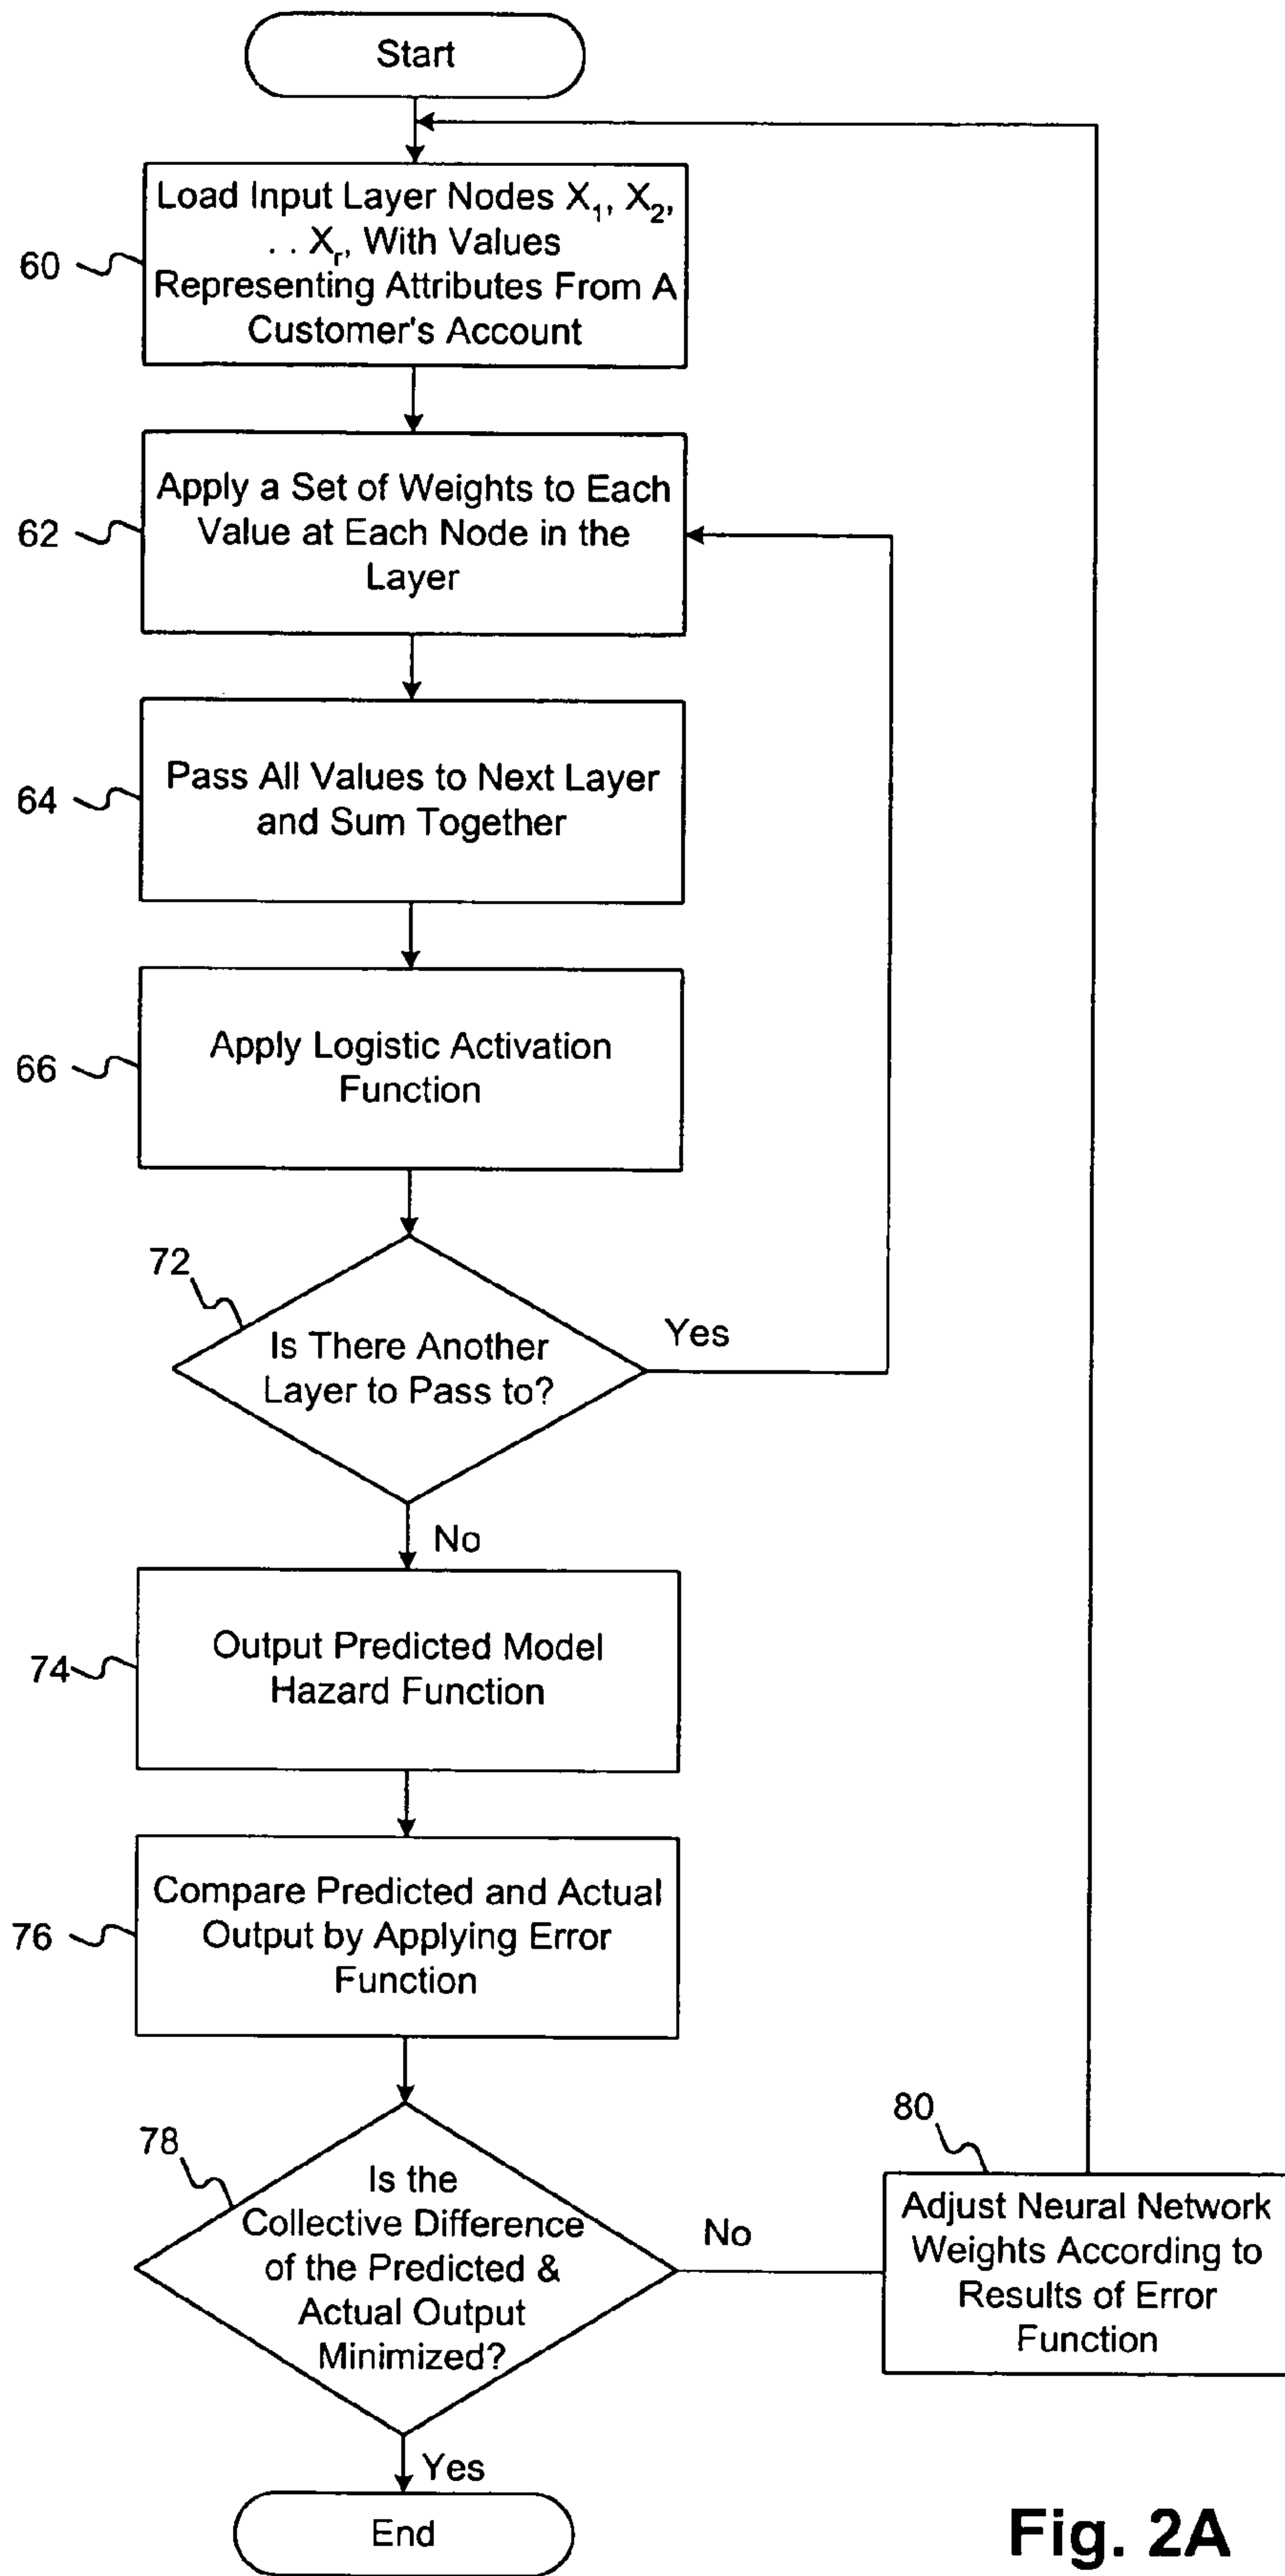 Start
Load Input Layer Nodes X1, X2,
. . Xr, With Values
Representing Attributes From A
Customer's Account
60
Apply a Set of Weights to Each
Value at Each Node in the
Layer
62
Pass All Values to Next Layer
and Sum Together
64
Apply Logistic Activation
Function
66
72
Is There Another
Layer to Pass to?
Yes
No
Output Predicted Model
Hazard Function
74
Compare Predicted and Actual
Output by Applying Error
Function
76
78
Is the
Collective Difference
of the Predicted &
Actual Output
Minimized?
No
80
Adjust Neural Network
Weights According to
Results of Error
Function
Yes
End
Fig. 2A